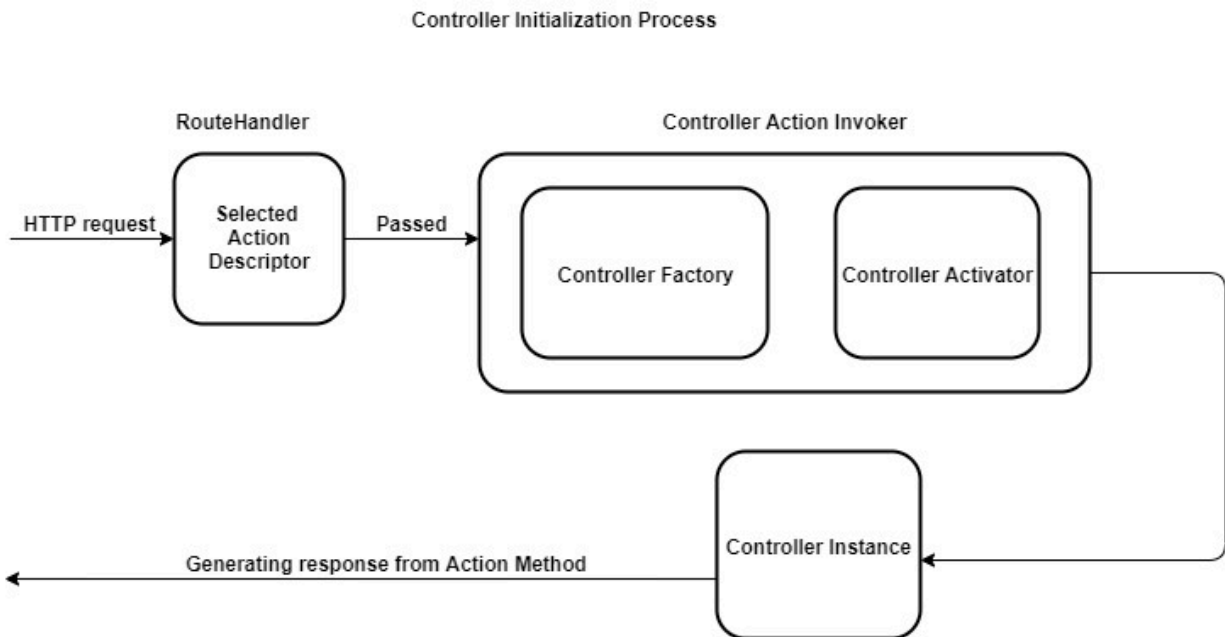 Controller Initialization Process
RouteHandler
Controller Action Invoker
HTTP request
Selected
Action
Descriptor
Passed
Controller Factory
Controller Activator
Controller Instance
Generating response from Action Method